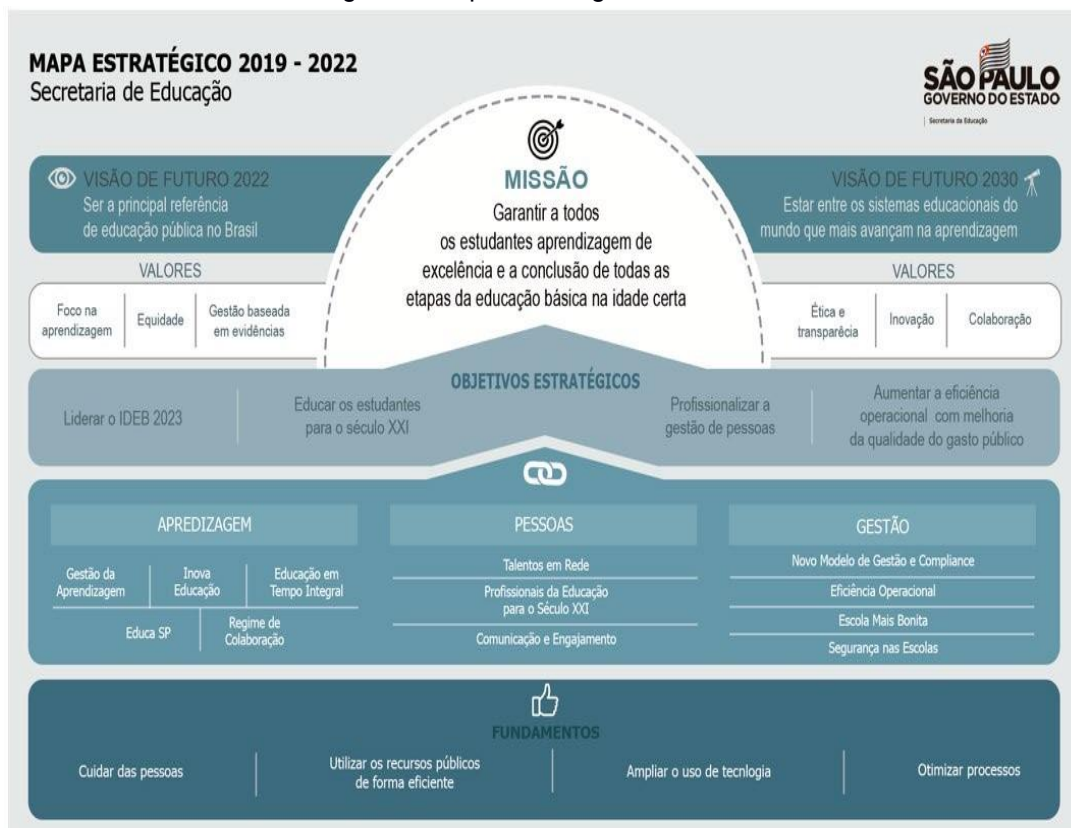 MAPA ESTRATÉGICO 2019 - 2022
Secretaria de Educação
SÃO PAULO
GOVERNO DO ESTADO
Secretaria da Educação
MISSÃO
Garantir a todos
os estudantes aprendizagem de
excelência e a conclusão de todas as
etapas da educação básica na idade certa
VISÃO DE FUTURO 2022
Ser a principal referência
de educação pública no Brasil
VISÃO DE FUTURO 2030
Estar entre os sistemas educacionais do
mundo que mais avançam na aprendizagem
VALORES
Foco na
aprendizagem
Equidade
Gestão baseada
em evidências
VALORES
Ética e
transparêcia
Inovação
Colaboração
OBJETIVOS ESTRATÉGICOS
Liderar o IDEB 2023
Educar os estudantes
para o século XXI
Profissionalizar a
gestão de pessoas
Aumentar a eficiência
operacional com melhoria
da qualidade do gasto público
APREDIZAGEM
Gestão da
Aprendizagem
Inova
Educação
Educação em
Tempo Integral
Educa SP
Regime de
Colaboração
PESSOAS
Talentos em Rede
Profissionais da Educação
para o Século XXI
Comunicação e Engajamento
GESTÃO
Novo Modelo de Gestão e Compliance
Eficiência Operacional
Escola Mais Bonita
Segurança nas Escolas
FUNDAMENTOS
Cuidar das pessoas
Utilizar os recursos públicos
de forma eficiente
Ampliar o uso de tecnlogia
Otimizar processos